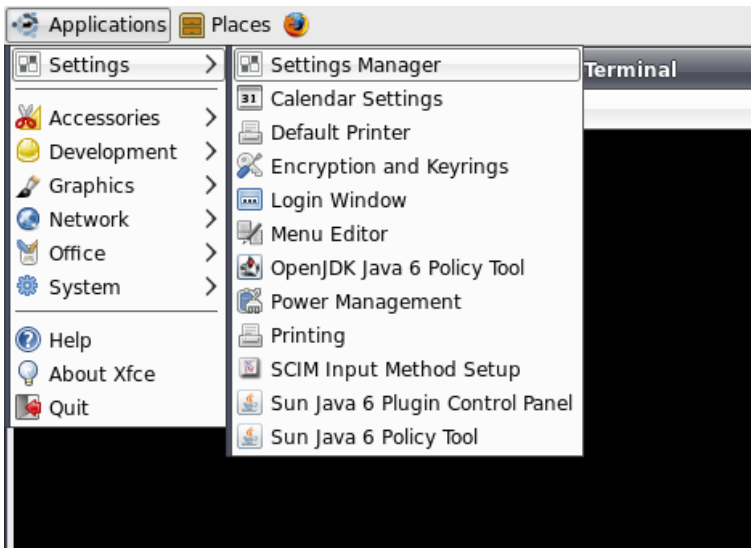 Applications Places
Settings
Accessories
Development
Graphics
Network
Office
System
Help
About Xfce
Quit
Settings Manager
31 Calendar Settings
Default Printer
Encryption and Keyrings
Login Window
Menu Editor
OpenJDK Java 6 Policy Tool
Power Management
Printing
SCIM Input Method Setup
Sun Java 6 Plugin Control Panel
Sun Java 6 Policy Tool
Terminal